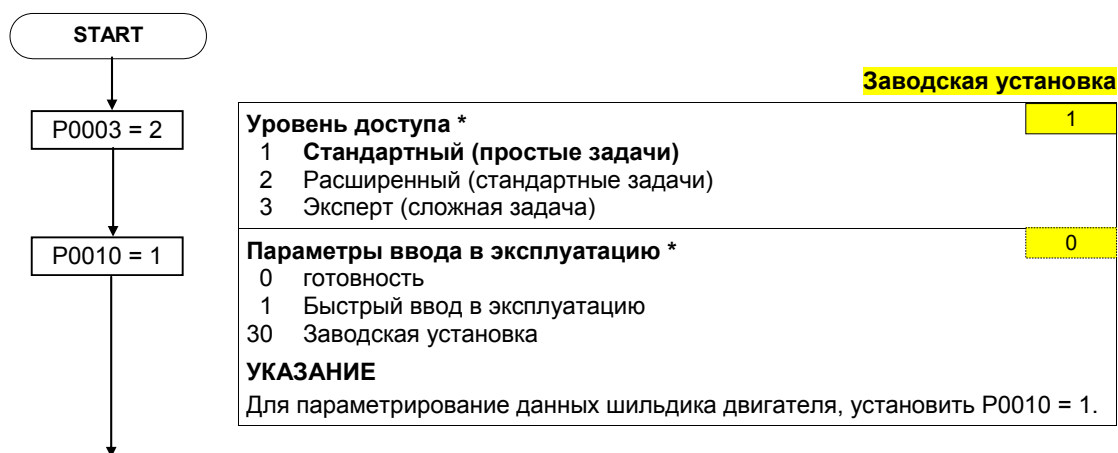 START
Заводская установка
P0003 = 2
Уровень доступа * 1
1 Стандартный (простые задачи)
2 Расширенный (стандартные задачи)
3 Эксперт (сложная задача)
P0010 = 1
Параметры ввода в эксплуатацию * 0
0 готовность
1 Быстрый ввод в эксплуатацию
30 Заводская установка
УКАЗАНИЕ
Для параметрирование данных шильдика двигателя, установить P0010 = 1.